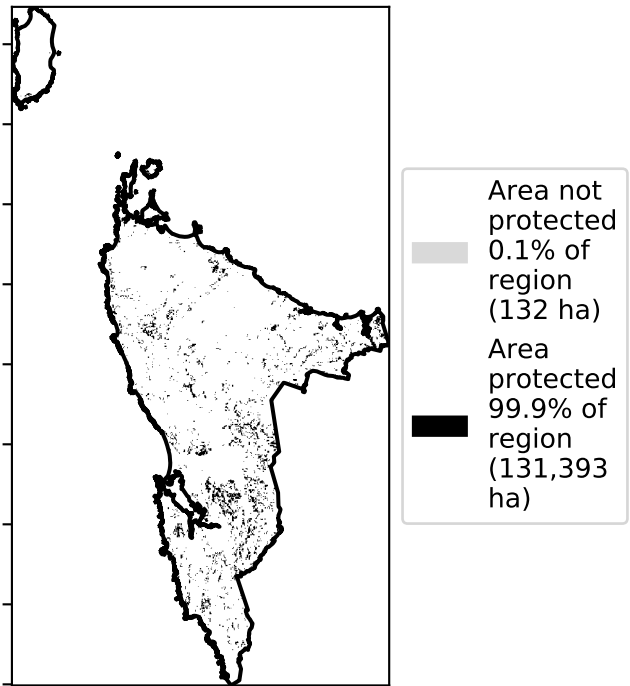 Area not
protected
0.1% of
region
(132 ha)
Area
protected
99.9% of
region
(131,393
ha)